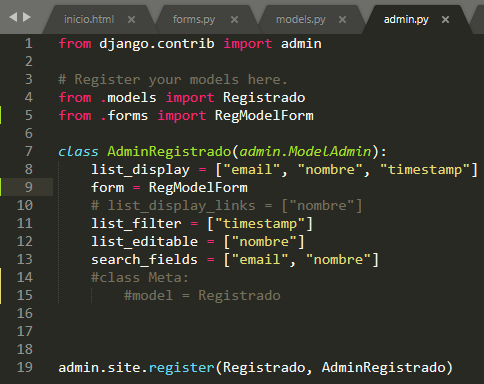 inicio.html × forms.py × models.py × admin.py ×
1 from django.contrib import admin
2
3 # Register your models here.
4 from .models import Registrado
5 from .forms import RegModelForm
6
7 class AdminRegistrado(admin.ModelAdmin):
8     list_display = ["email", "nombre", "timestamp"]
9     form = RegModelForm
10     # list_display_links = ["nombre"]
11     list_filter = ["timestamp"]
12     list_editable = ["nombre"]
13     search_fields = ["email", "nombre"]
14     #class Meta:
15         #model = Registrado
16
17
18
19 admin.site.register(Registrado, AdminRegistrado)